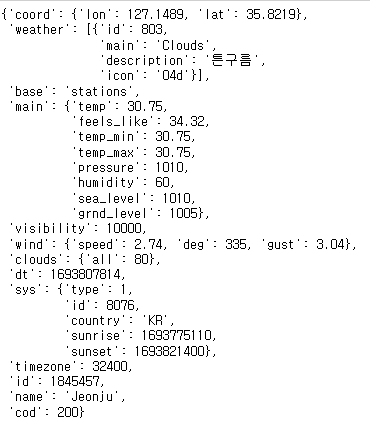 {'coord': {'lon': 127.1489, 'lat': 35.8219},
 'weather': [{'id': 803,
              'main': 'Clouds',
              'description': '튼구름',
              'icon': '04d'}],
 'base': 'stations',
 'main': {'temp': 30.75,
          'feels_like': 34.32,
          'temp_min': 30.75,
          'temp_max': 30.75,
          'pressure': 1010,
          'humidity': 60,
          'sea_level': 1010,
          'grnd_level': 1005},
 'visibility': 10000,
 'wind': {'speed': 2.74, 'deg': 335, 'gust': 3.04},
 'clouds': {'all': 80},
 'dt': 1693807814,
 'sys': {'type': 1,
         'id': 8076,
         'country': 'KR',
         'sunrise': 1693775110,
         'sunset': 1693821400},
 'timezone': 32400,
 'id': 1845457,
 'name': 'Jeonju',
 'cod': 200}